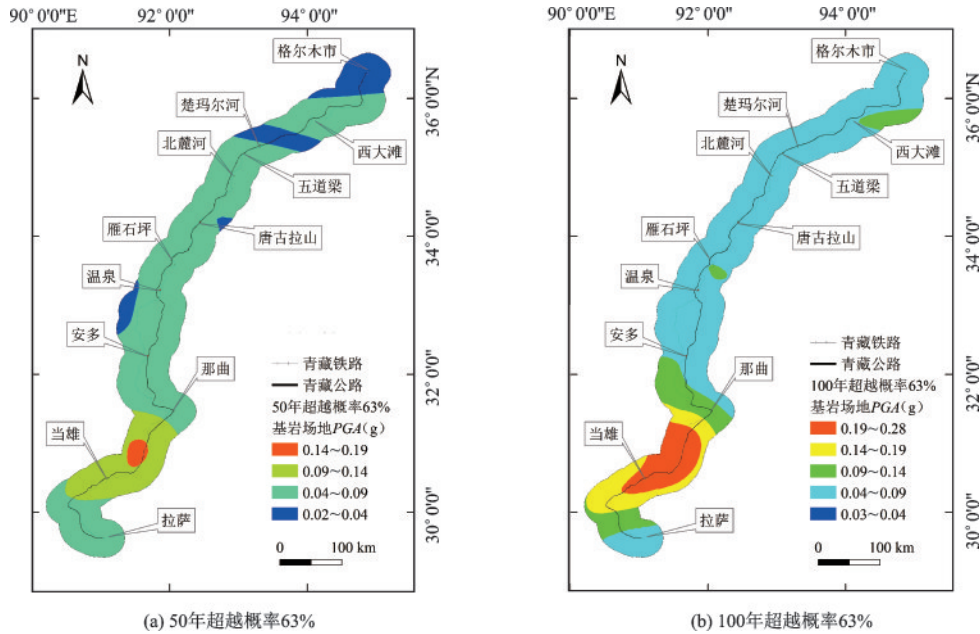 90° 0'0"E
92°0'0"
94°0'0"
N
格尔木市
楚玛尔河
北麓河
西大滩
五道梁
雁石坪
唐古拉山
温泉
安多
那曲
当雄
拉萨
36° 0'0"N
34° 0'0"
32° 0'0"
30° 0'0"
青藏铁路
青藏公路
50年超越概率63%
基岩场地PGA(g)
0.14～0.19
0.09～0.14
0.04～0.09
0.02～0.04
0 100 km
(a) 50年超越概率63%
90° 0'0"E
92°0'0"
94°0'0"
N
格尔木市
楚玛尔河
北麓河
西大滩
五道梁
雁石坪
唐古拉山
温泉
安多
那曲
当雄
拉萨
36° 0'0"N
34° 0'0"
32° 0'0"
30° 0'0"
青藏铁路
青藏公路
100年超越概率63%
基岩场地PGA(g)
0.19～0.28
0.14～0.19
0.09～0.14
0.04～0.09
0.03～0.04
0 100 km
(b) 100年超越概率63%